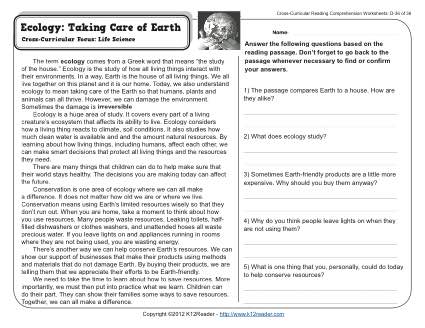 Cross-Curricular Reading Comprehension Worksheets: D-34 of 36
Ecology: Taking Care of Earth
Cross-Curricular Focus: Life Science
Name:
The term ecology comes from a Greek word that means "the study
of the house." Ecology is the study of how all living things interact with
their environments. In a way, Earth is the house of all living things. We all
live together on this planet and it is our home. Today, we also understand
ecology to mean taking care of the Earth so that humans, plants and
animals can all thrive. However, we can damage the environment.
Sometimes the damage is irreversible
Ecology is a huge area of study. It covers every part of a living
creature's ecosystem that affects its ability to live. Ecology considers
how a living thing reacts to climate, soil conditions. It also studies how
much clean water is available and and the amount natural resources. By
learning about how living things, including humans, affect each other, we
can make smart decisions that protect all living things and the resources
they need.
There are many things that children can do to help make sure that
their world stays healthy. The decisions you are making today can affect
the future.
Conservation is one area of ecology where we can all make
a difference. It does not matter how old we are or where we live.
Conservation means using Earth's limited resources wisely so that they
don't run out. When you are home, take a moment to think about how
you use resources. Many people waste resources. Leaking toilets, half-
filled dishwashers or clothes washers, and unattended hoses all waste
precious water. If you leave lights on and appliances running in rooms
where they are not being used, you are wasting energy.
There's another way we can help conserve Earth's resources. We can
show our support of businesses that make their products using methods
and materials that do not damage Earth. By buying their products, we are
telling them that we appreciate their efforts to be Earth-friendly.
We need to take the time to learn about how to save resources. More
importantly, we must then put into practice what we learn. Children can
do their part. They can show their families some ways to save resources.
Together, we can all make a difference.
Answer the following questions based on the
reading passage. Don't forget to go back to the
passage whenever necessary to find or confirm
your answers.
1) The passage compares Earth to a house. How are
they alike?
2) What does ecology study?
3) Sometimes Earth-friendly products are a little more
expensive. Why should you buy them anyway?
4) Why do you think people leave lights on when they
are not using them?
5) What is one thing that you, personally, could do today
to help conserve resources?
Copyright ©2012 K12Reader - http://www.k12reader.com